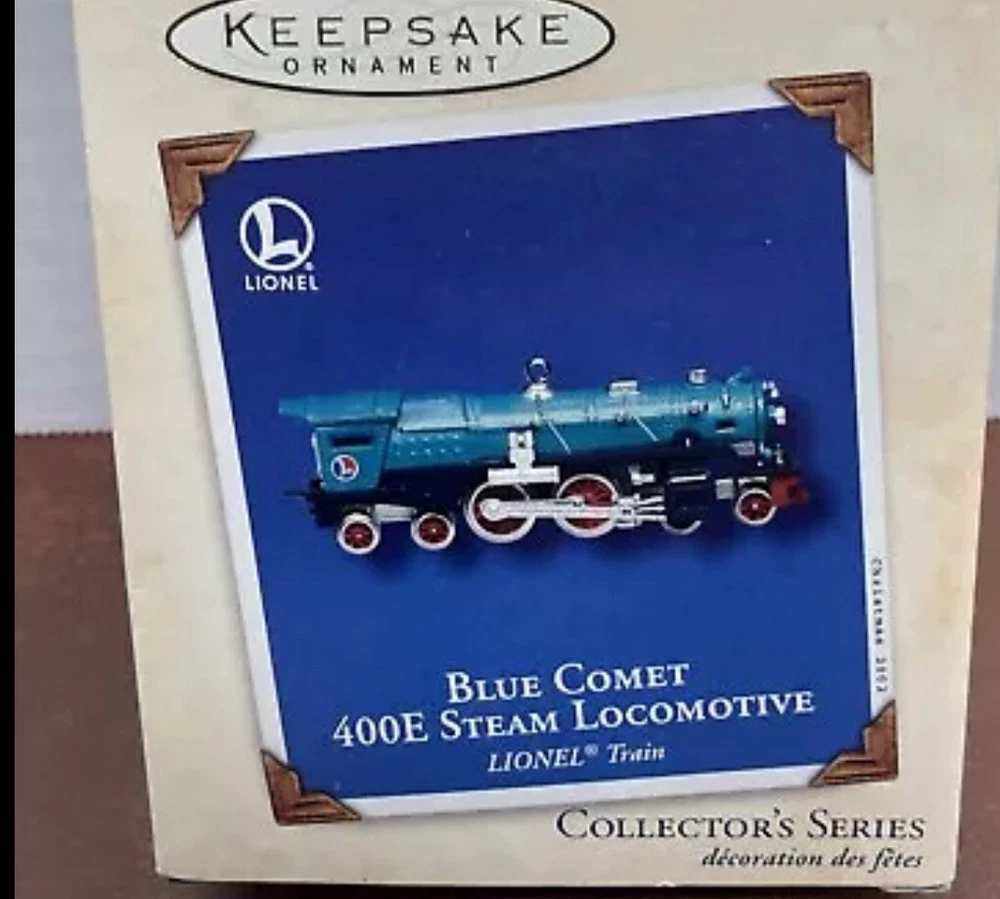 KEEPSAKE
ORNAMENT
L
LIONEL
BLUE COMET
400E STEAM LOCOMOTIVE
LIONEL® Train
COLLECTOR'S SERIES
décoration des fêtes